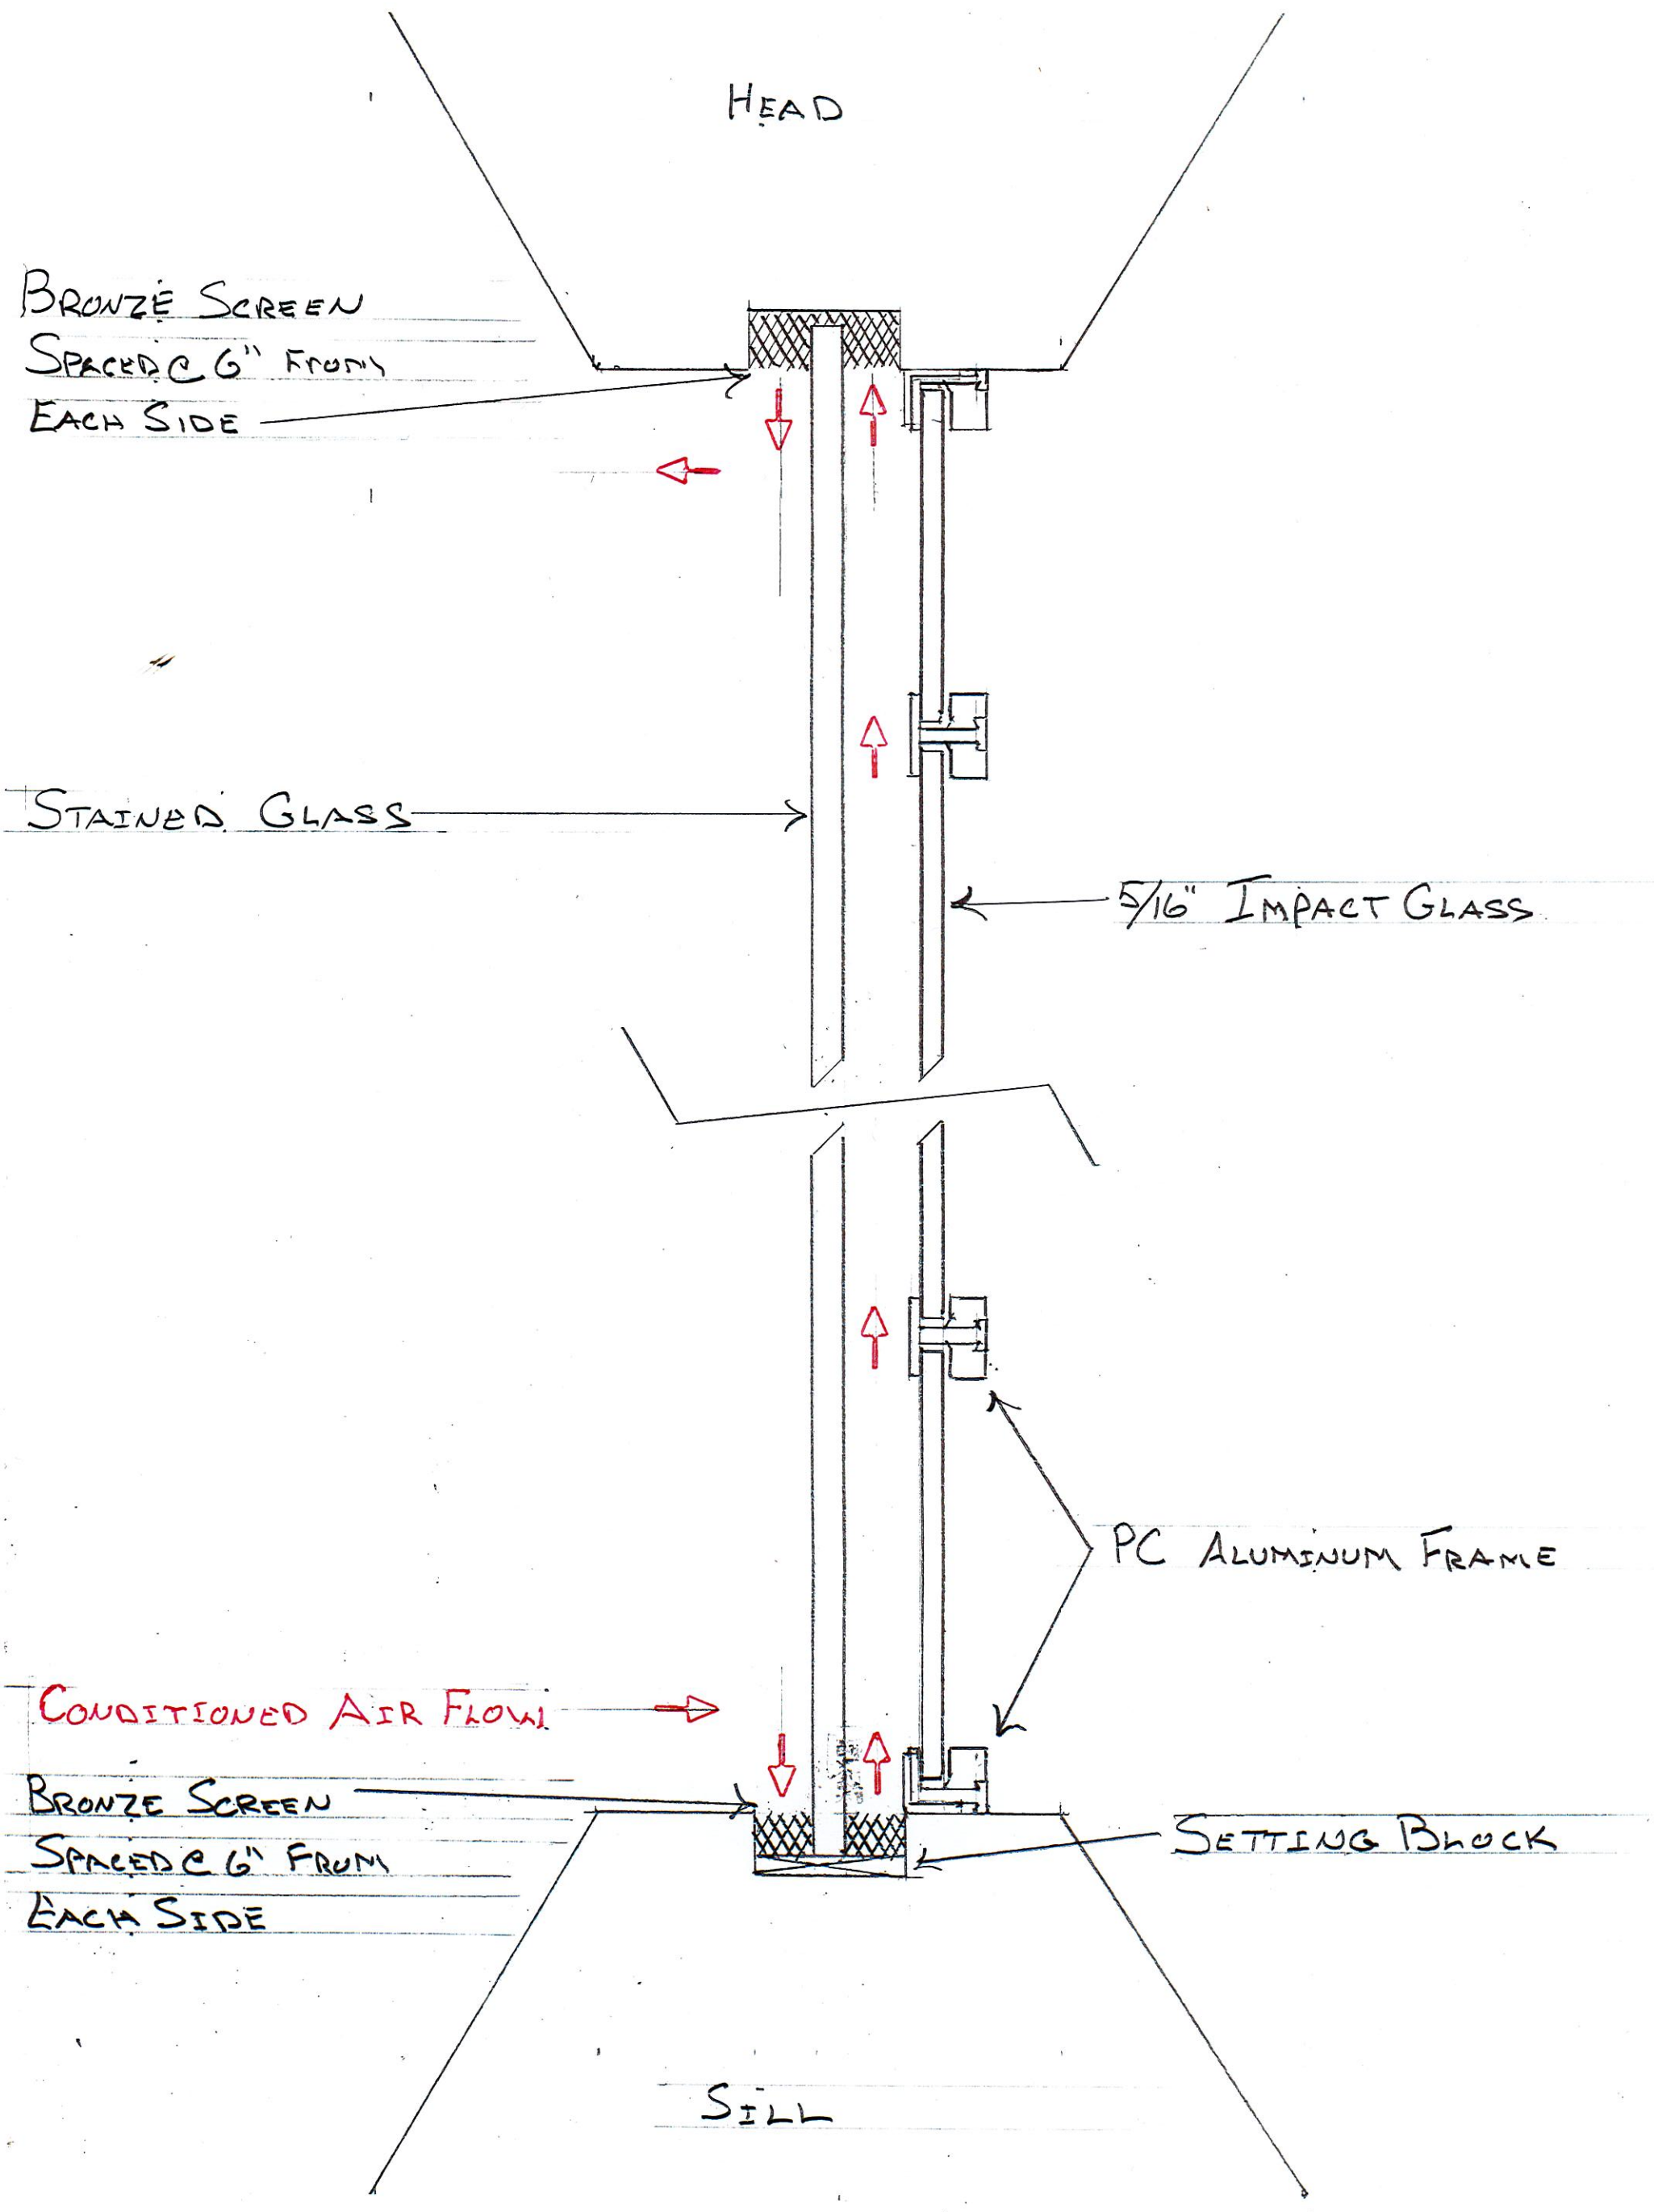 HEAD
BRONZE SCREEN
SPACED @ 6" FROM
EACH SIDE
STAINED GLASS
5/16" IMPACT GLASS
PC ALUMINUM FRAME
CONDITIONED AIR FLOW
BRONZE SCREEN
SPACED @ 6" FROM
EACH SIDE
SETTING BLOCK
SILL